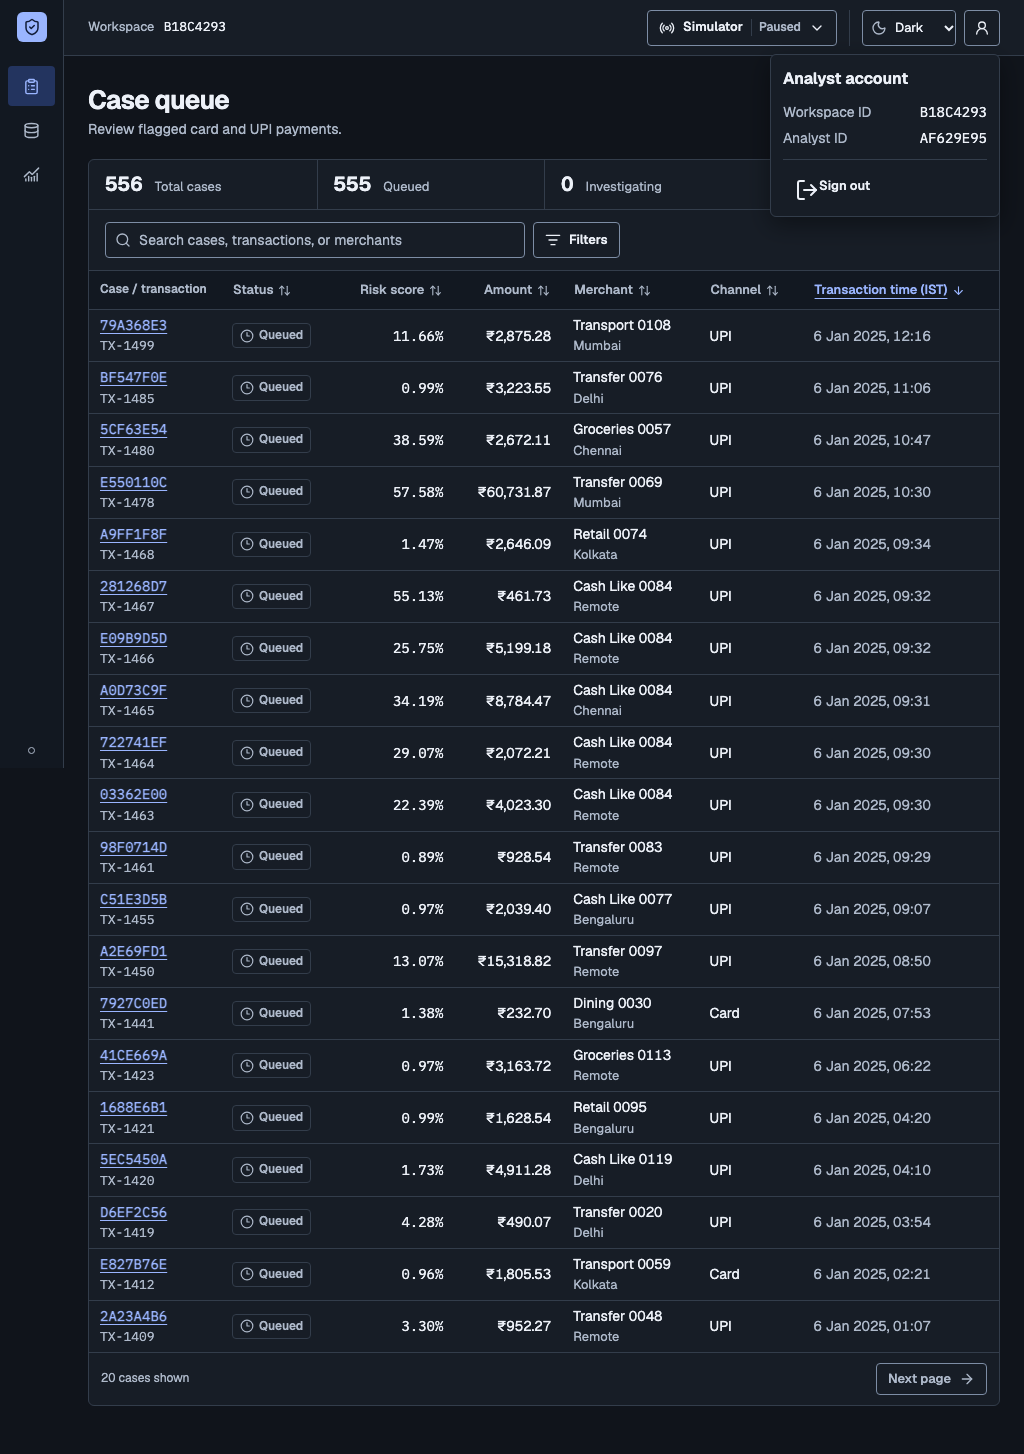 Workspace B18C4293
Simulator Paused
Dark
Analyst account
Workspace ID B18C4293
Analyst ID AF629E95
Sign out
Case queue
Review flagged card and UPI payments.
556 Total cases
555 Queued
0 Investigating
Search cases, transactions, or merchants
Filters
Case / transaction Status Risk score Amount Merchant Channel Transaction time (IST)
79A368E3 Queued 11.66% ₹2,875.28 Transport 0108 UPI 6 Jan 2025, 12:16
TX-1499 Mumbai
BF547F0E Queued 0.99% ₹3,223.55 Transfer 0076 UPI 6 Jan 2025, 11:06
TX-1485 Delhi
5CF63E54 Queued 38.59% ₹2,672.11 Groceries 0057 UPI 6 Jan 2025, 10:47
TX-1480 Chennai
E550110C Queued 57.58% ₹60,731.87 Transfer 0069 UPI 6 Jan 2025, 10:30
TX-1478 Mumbai
A9FF1F8F Queued 1.47% ₹2,646.09 Retail 0074 UPI 6 Jan 2025, 09:34
TX-1468 Kolkata
281268D7 Queued 55.13% ₹461.73 Cash Like 0084 UPI 6 Jan 2025, 09:32
TX-1467 Remote
E09B9D5D Queued 25.75% ₹5,199.18 Cash Like 0084 UPI 6 Jan 2025, 09:32
TX-1466 Remote
A0D73C9F Queued 34.19% ₹8,784.47 Cash Like 0084 UPI 6 Jan 2025, 09:31
TX-1465 Chennai
722741EF Queued 29.07% ₹2,072.21 Cash Like 0084 UPI 6 Jan 2025, 09:30
TX-1464 Remote
03362E00 Queued 22.39% ₹4,023.30 Cash Like 0084 UPI 6 Jan 2025, 09:30
TX-1463 Remote
98F0714D Queued 0.89% ₹928.54 Transfer 0083 UPI 6 Jan 2025, 09:29
TX-1461 Remote
C51E3D5B Queued 0.97% ₹2,039.40 Cash Like 0077 UPI 6 Jan 2025, 09:07
TX-1455 Bengaluru
A2E69FD1 Queued 13.07% ₹15,318.82 Transfer 0097 UPI 6 Jan 2025, 08:50
TX-1450 Remote
7927C0ED Queued 1.38% ₹232.70 Dining 0030 Card 6 Jan 2025, 07:53
TX-1441 Bengaluru
41CE669A Queued 0.97% ₹3,163.72 Groceries 0113 UPI 6 Jan 2025, 06:22
TX-1423 Remote
1688E6B1 Queued 0.99% ₹1,628.54 Retail 0095 UPI 6 Jan 2025, 04:20
TX-1421 Bengaluru
5EC5450A Queued 1.73% ₹4,911.28 Cash Like 0119 UPI 6 Jan 2025, 04:10
TX-1420 Delhi
D6EF2C56 Queued 4.28% ₹490.07 Transfer 0020 UPI 6 Jan 2025, 03:54
TX-1419 Delhi
E827B76E Queued 0.96% ₹1,805.53 Transport 0059 Card 6 Jan 2025, 02:21
TX-1412 Kolkata
2A23A4B6 Queued 3.30% ₹952.27 Transfer 0048 UPI 6 Jan 2025, 01:07
TX-1409 Remote
20 cases shown
Next page